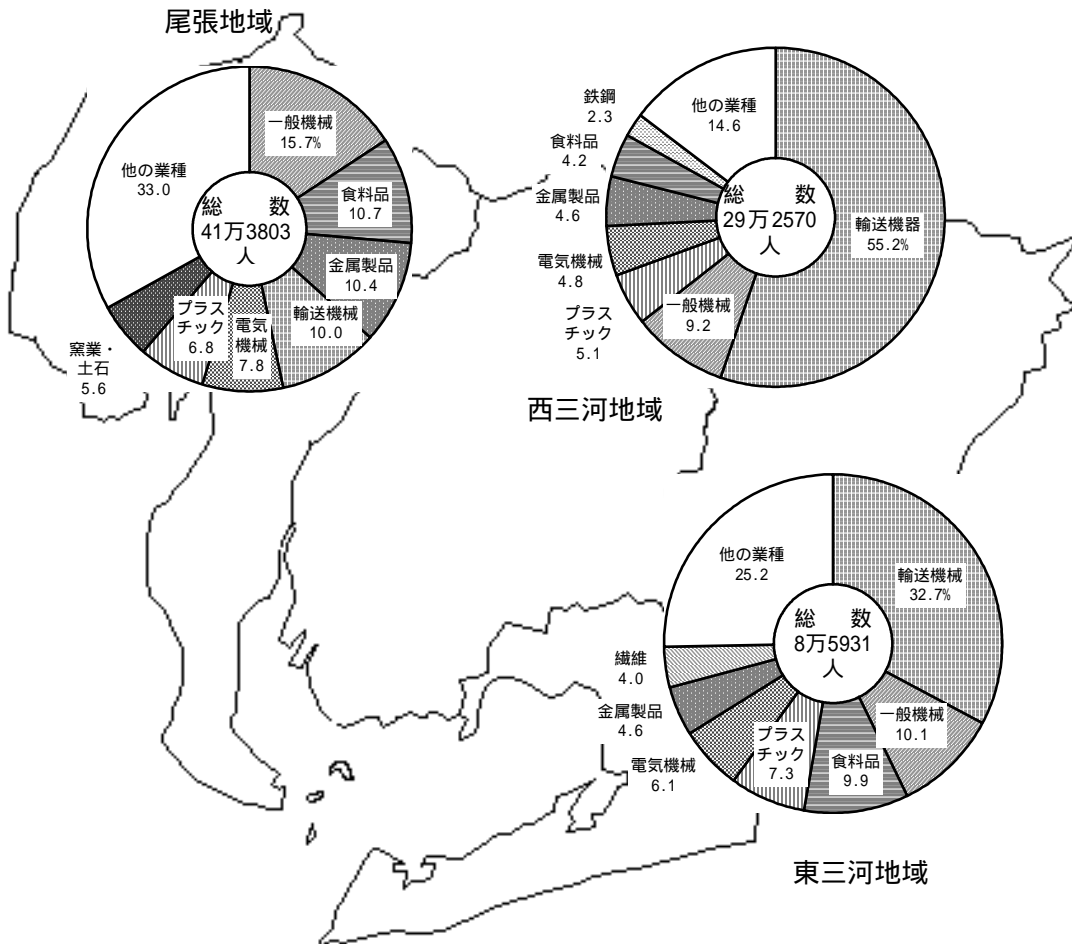 尾張地域
一般機械
15.7%
食料品
10.7
金属製品
10.4
輸送機械
10.0
電気
機械
7.8
プラス
チック
6.8
窯業・
土石
5.6
他の業種
33.0
総 数
41万3803
人
西三河地域
輸送機器
55.2%
一般機械
9.2
プラス
チック
5.1
電気機械
4.8
金属製品
4.6
食料品
4.2
鉄鋼
2.3
他の業種
14.6
総 数
29万2570
人
東三河地域
輸送機械
32.7%
一般機械
10.1
食料品
9.9
プラス
チック
7.3
電気機械
6.1
金属製品
4.6
繊維
4.0
他の業種
25.2
総 数
8万5931
人